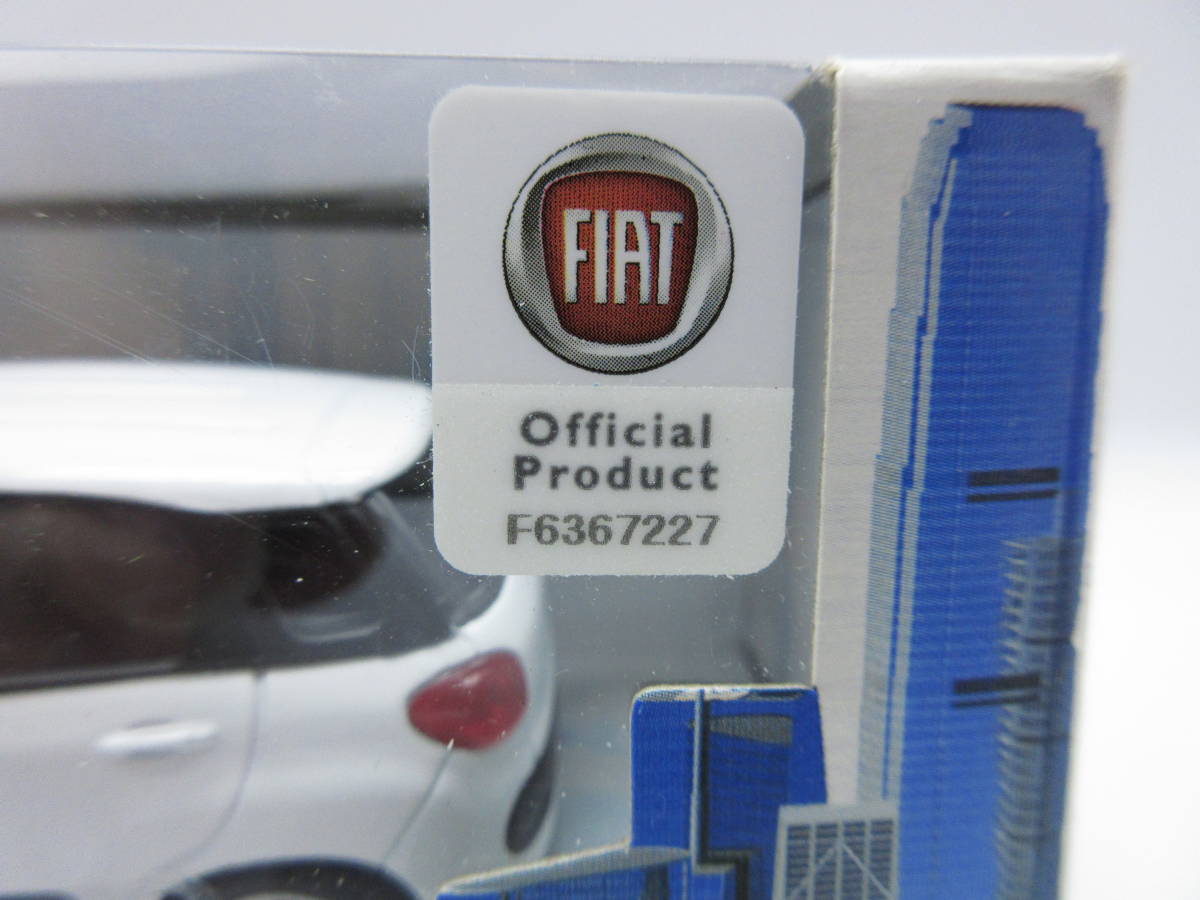 FIAT
Official
Product
F6367227